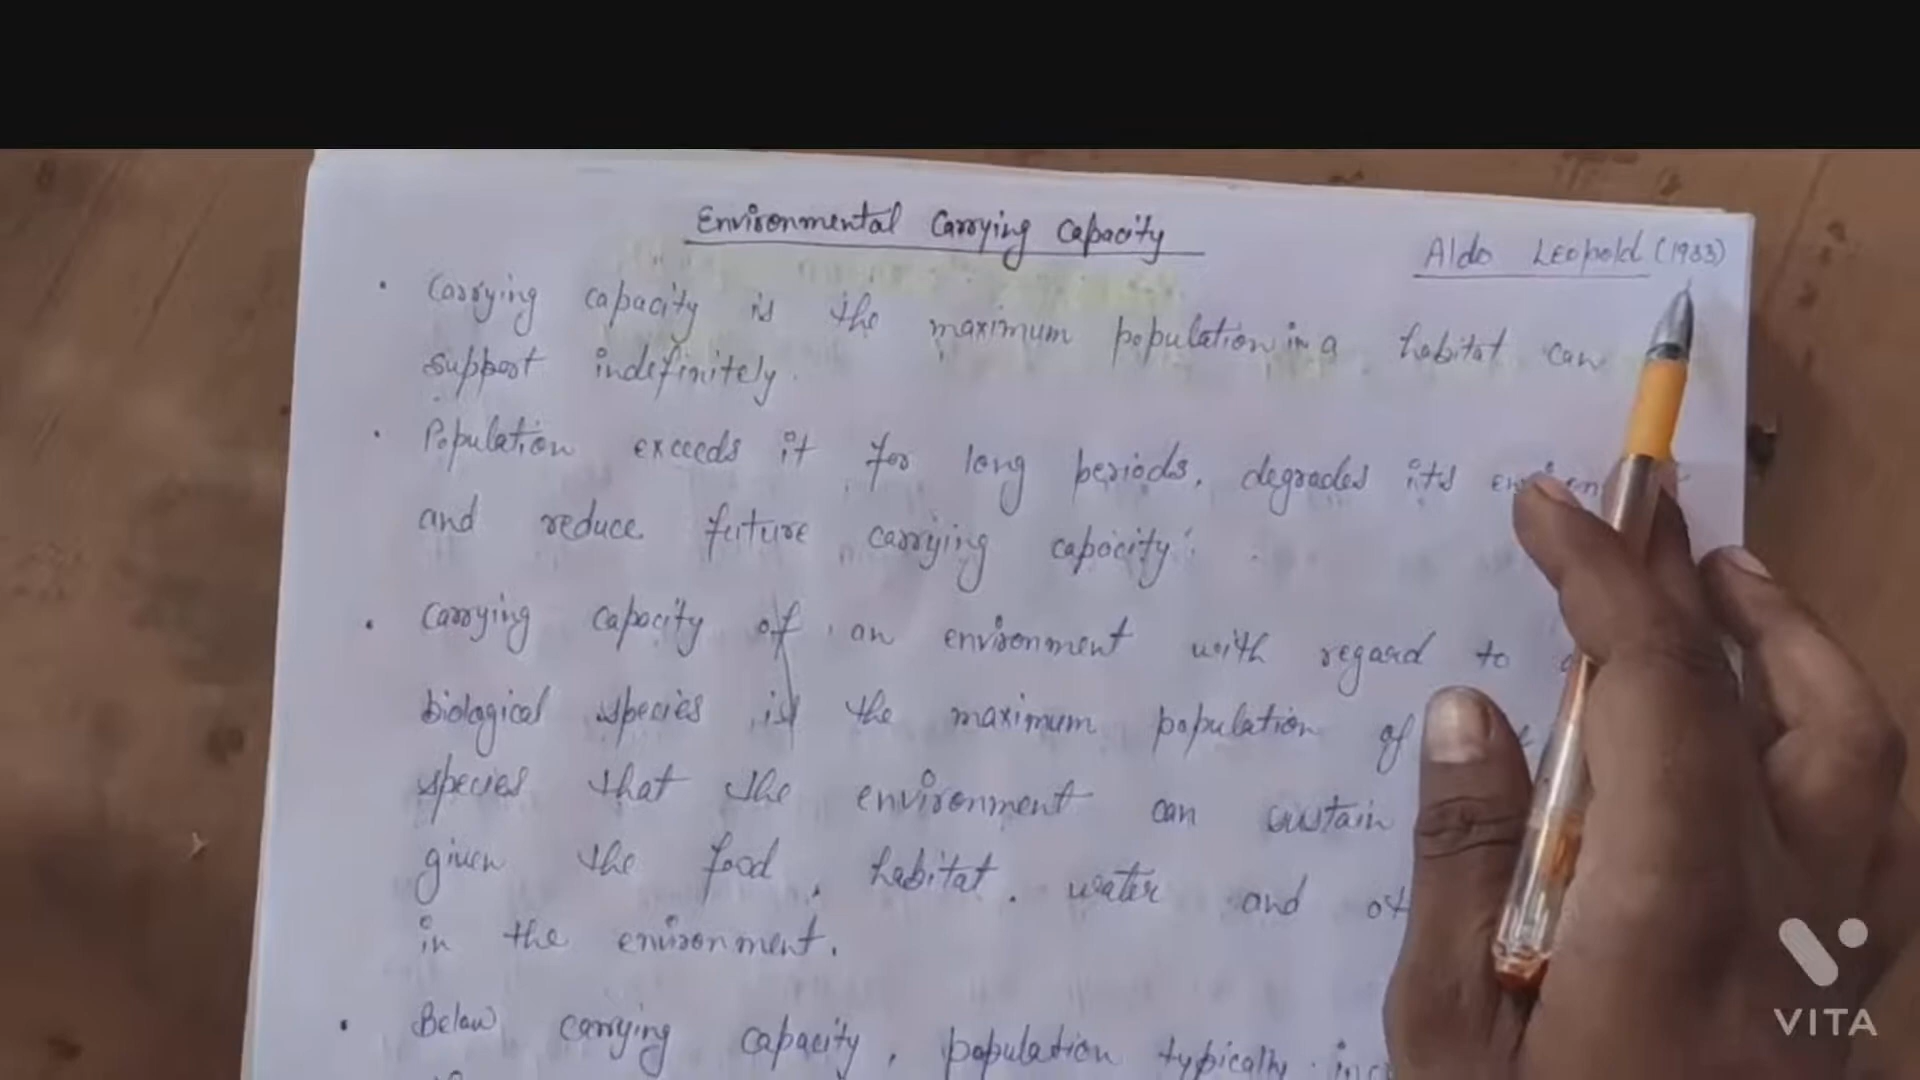 Environmental Carrying Capacity
Aldo Leopold (1933)
• Carrying capacity is the maximum population in a habitat can
support indefinitely.
• Population exceeds it for long periods, degrades its
and reduce future carrying capacity.
• Carrying capacity of an environment with regard to
biological species is the maximum population of
species that the environment can sustain
given the food, habitat, water and
in the environment.
• Below carrying capacity, population typically
VITA